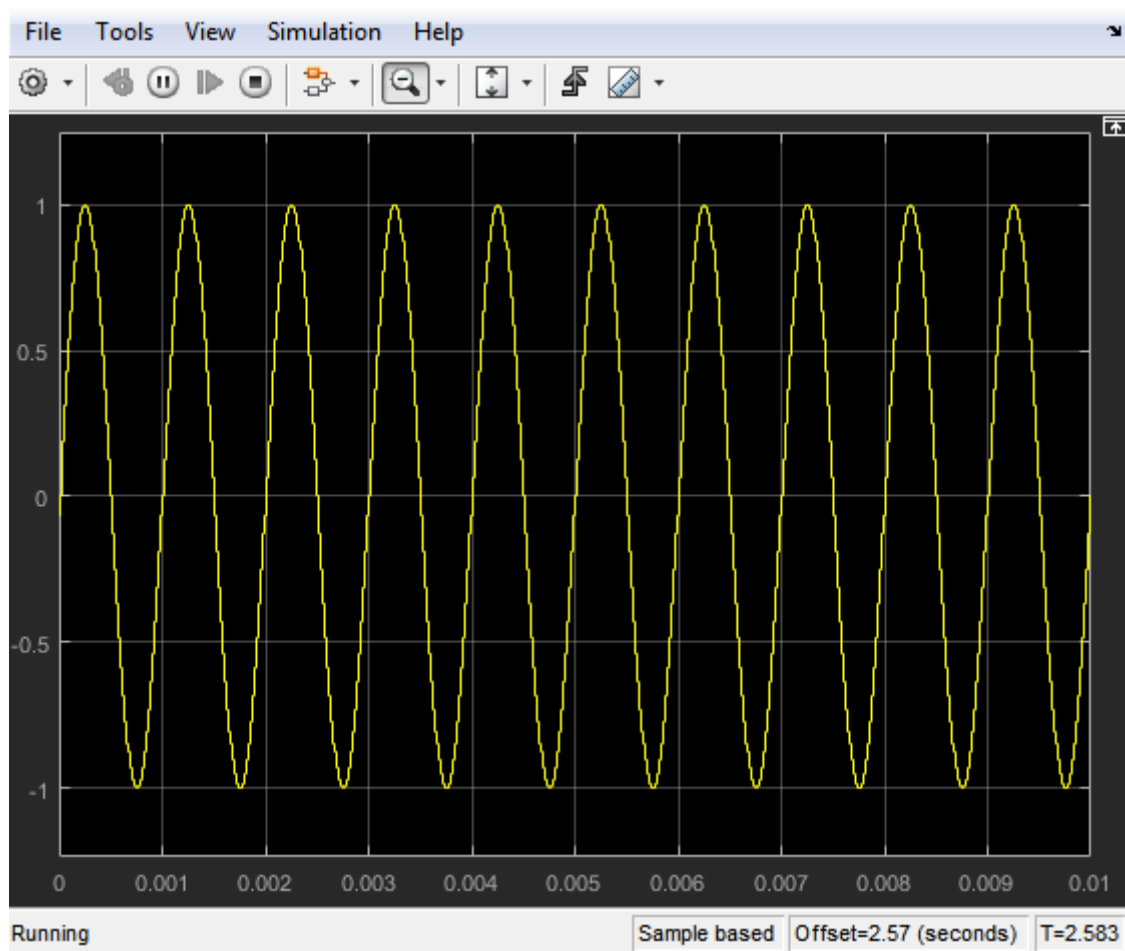 File Tools View Simulation Help
1
0.5
0
-0.5
-1
0 0.001 0.002 0.003 0.004 0.005 0.006 0.007 0.008 0.009 0.01
Running Sample based Offset=2.57 (seconds) T=2.583